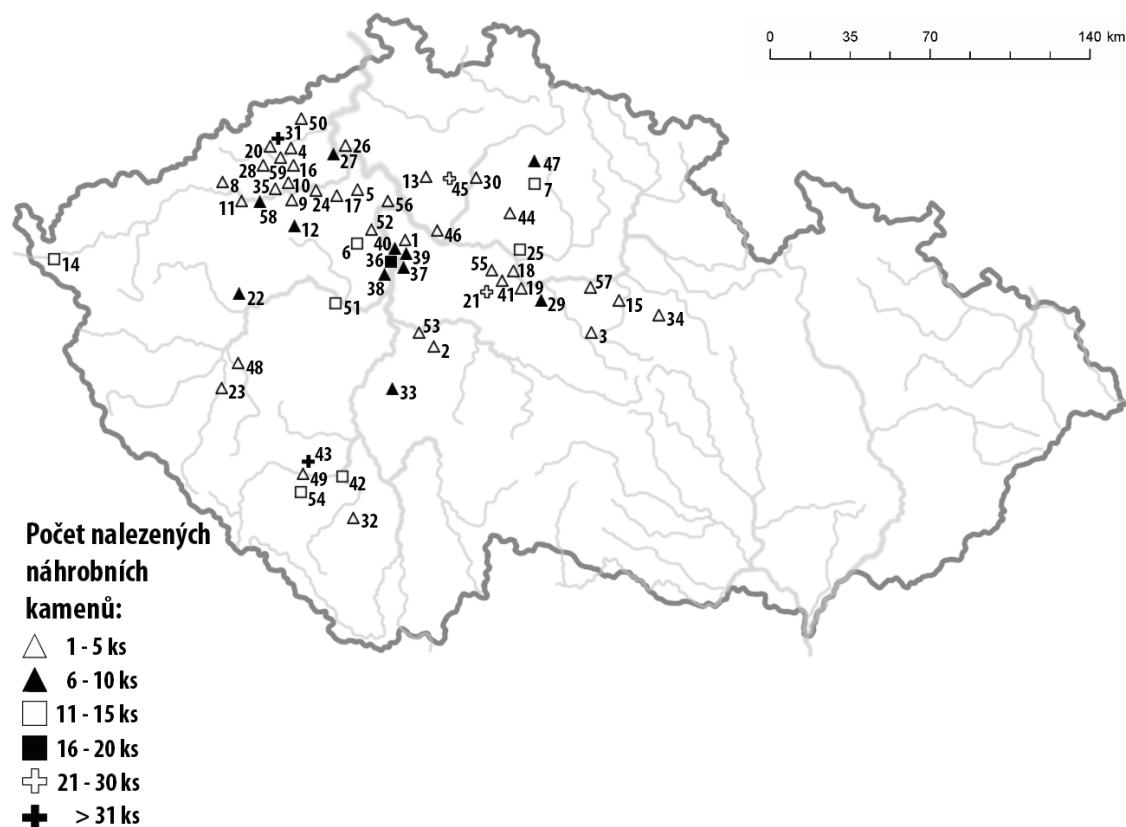 0 35 70 140 km
50
31
20 4 26
27
28 59 16
47
8 35 10 13 45 30 7
11 58 9 24 17 5 56
44
12 52 46
40 1
6 39 25
14 36 37 55 18
38 41 19 57
22 21 29 15
51 34
53 3
2
48
23 33
43
49 42
54
32
Počet nalezených
náhrobních
kamenů:
1 - 5 ks
6 - 10 ks
11 - 15 ks
16 - 20 ks
21 - 30 ks
> 31 ks